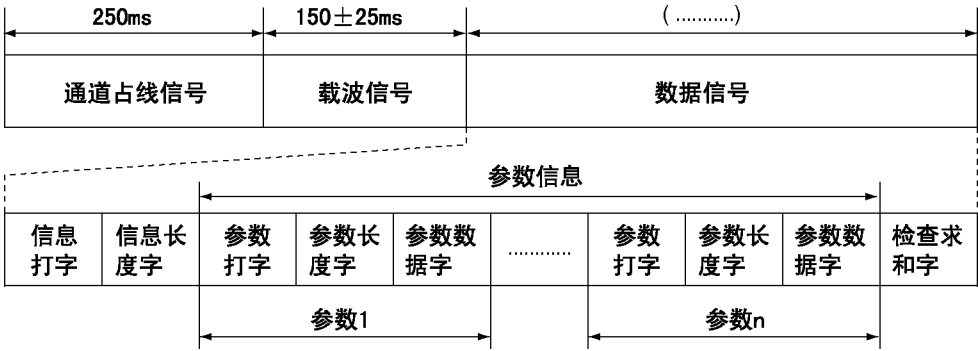 250ms
150±25ms
(...........)
通道占线信号
载波信号
数据信号
参数信息
信息
打字
信息长
度字
参数
打字
参数长
度字
参数数
据字
............
参数
打字
参数长
度字
参数数
据字
检查求
和字
参数1
参数n